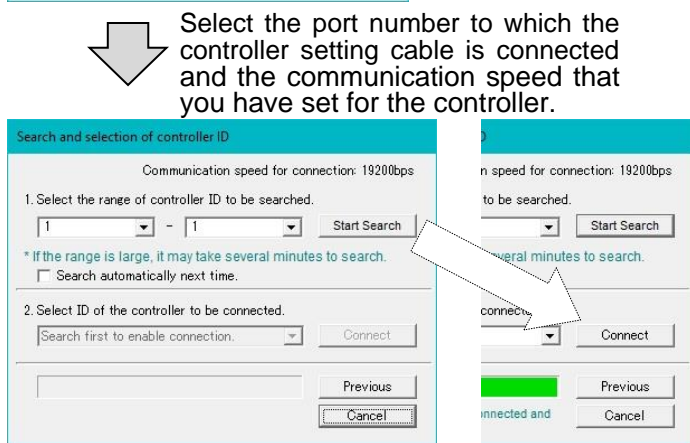 Select the port number to which the
controller setting cable is connected
and the communication speed that
you have set for the controller.
Search and selection of controller ID
Communication speed for connection: 19200bps
1. Select the range of controller ID to be searched.
1 - 1 Start Search
* If the range is large, it may take several minutes to search.
Search automatically next time.
2. Select ID of the controller to be connected.
Search first to enable connection. Connect
Previous
Cancel
D
n speed for connection: 19200bps
to be searched.
Start Search
several minutes to search.
connecte
Connect
Previous
nnected and
Cancel